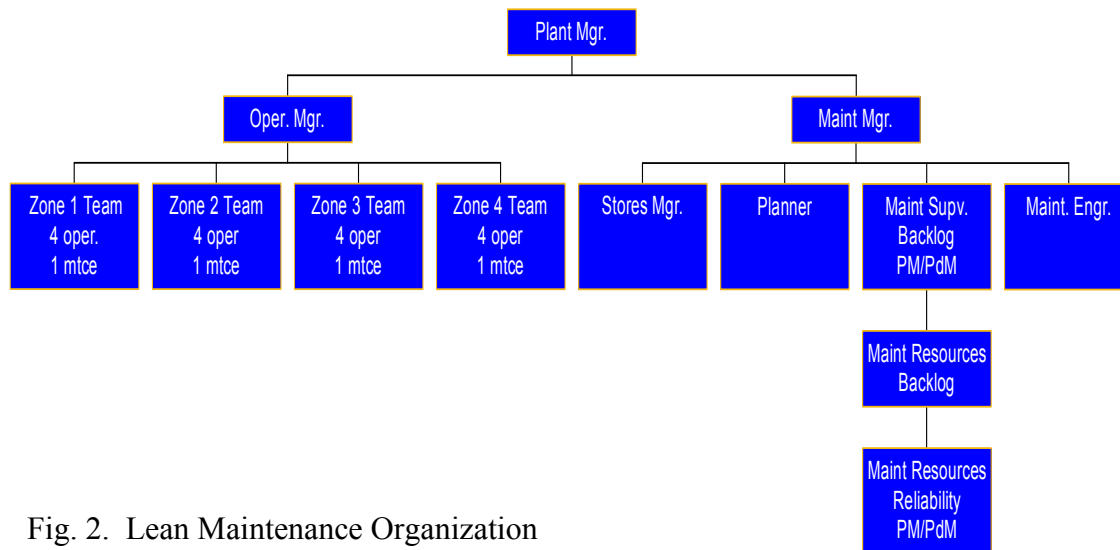 Plant Mgr.
Oper. Mgr.
Maint Mgr.
Zone 1 Team
4 oper.
1 mtce
Zone 2 Team
4 oper
1 mtce
Zone 3 Team
4 oper
1 mtce
Zone 4 Team
4 oper
1 mtce
Stores Mgr.
Planner
Maint Supv.
Backlog
PM/PdM
Maint. Engr.
Maint Resources
Backlog
Maint Resources
Reliability
PM/PdM
Fig. 2. Lean Maintenance Organization